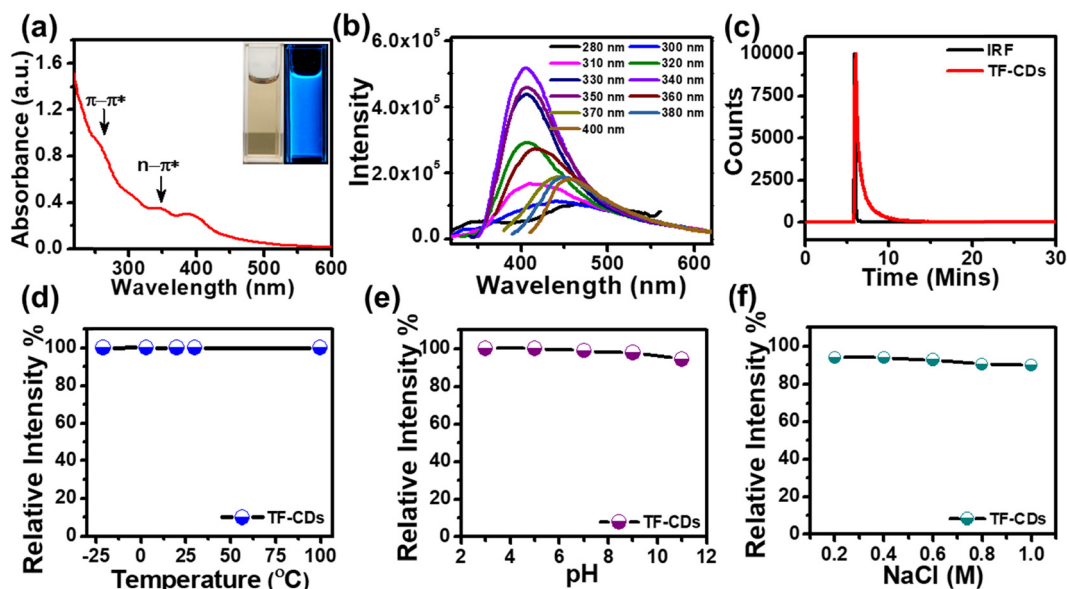 (a)
Absorbance (a.u.)
1.6
1.2
0.8
0.4
0.0
π–π*
n–π*
300 400 500 600
Wavelength (nm)
(b)
Intensity
6.0x10⁵
4.0x10⁵
2.0x10⁵
0.0
280 nm 300 nm
310 nm 320 nm
330 nm 340 nm
350 nm 360 nm
370 nm 380 nm
400 nm
400 500 600
Wavelength (nm)
(c)
Counts
10000
7500
5000
2500
0
IRF
TF-CDs
0 10 20 30
Time (Mins)
(d)
Relative Intensity %
100
80
60
40
20
0
TF-CDs
-25 0 25 50 75 100
Temperature (°C)
(e)
Relative Intensity %
100
80
60
40
20
0
TF-CDs
2 4 6 8 10 12
pH
(f)
Relative Intensity %
100
80
60
40
20
0
TF-CDs
0.2 0.4 0.6 0.8 1.0
NaCl (M)